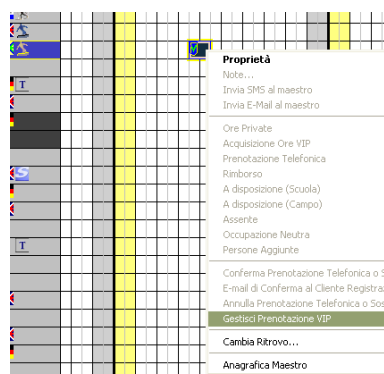 Proprietà
Note...
Invia SMS al maestro
Invia E-Mail al maestro
T
Ore Private
Acquisizione Ore VIP
Prenotazione Telefonica
Rimborso
S
A disposizione (Scuola)
A disposizione (Campo)
Assente
Occupazione Neutra
T
Persone Aggiunte
Conferma Prenotazione Telefonica o S
E-mail di Conferma al Cliente Registra
Annulla Prenotazione Telefonica o Sos
Gestisci Prenotazione VIP
Cambia Ritrovo...
Anagrafica Maestro